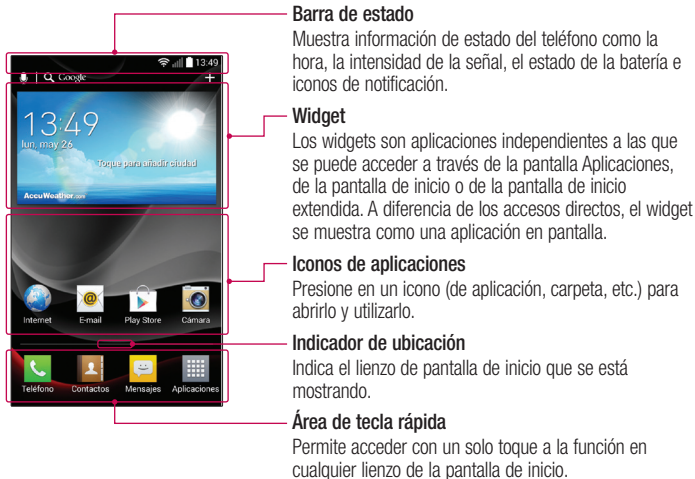 Barra de estado
Muestra información de estado del teléfono como la
hora, la intensidad de la señal, el estado de la batería e
iconos de notificación.
Widget
Los widgets son aplicaciones independientes a las que
se puede acceder a través de la pantalla Aplicaciones,
de la pantalla de inicio o de la pantalla de inicio
extendida. A diferencia de los accesos directos, el widget
se muestra como una aplicación en pantalla.
Iconos de aplicaciones
Presione en un icono (de aplicación, carpeta, etc.) para
abrirlo y utilizarlo.
Indicador de ubicación
Indica el lienzo de pantalla de inicio que se está
mostrando.
Área de tecla rápida
Permite acceder con un solo toque a la función en
cualquier lienzo de la pantalla de inicio.
13:49
Google
13:49
lun, may 26
Toque para añadir ciudad
AccuWeather.com
Internet E-mail Play Store Cámara
Teléfono Contactos Mensajes Aplicaciones